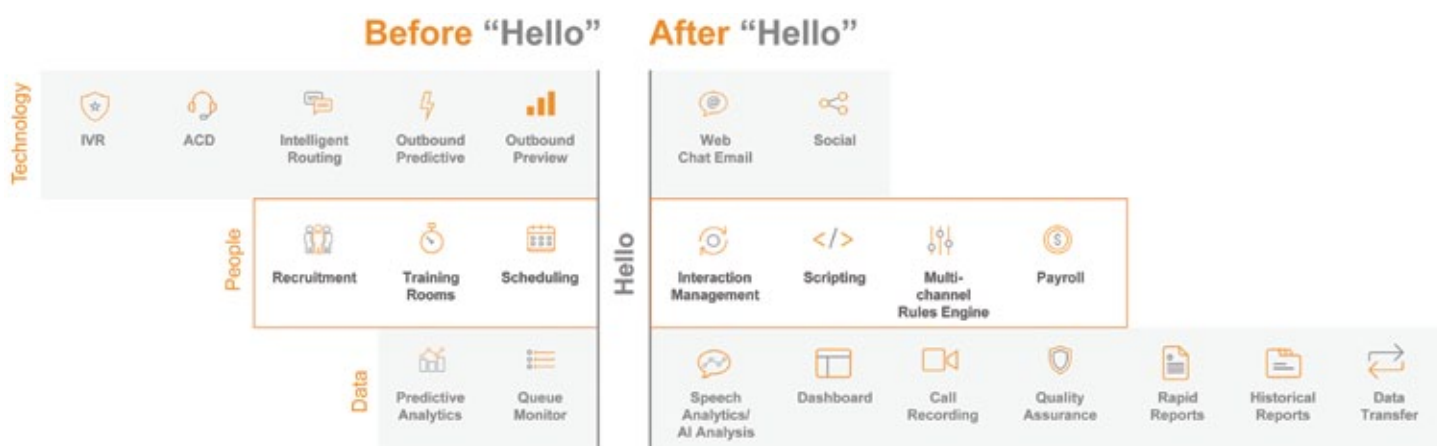 Before “Hello”
After “Hello”
Technology
IVR
ACD
Intelligent
Routing
Outbound
Predictive
Outbound
Preview
@
Web
Chat Email
Social
People
Recruitment
Training
Rooms
Scheduling
Hello
</>
$
Interaction
Management
Scripting
Multi-
channel
Rules Engine
Payroll
Data
Predictive
Analytics
Queue
Monitor
Speech
Analytics/
AI Analysis
Dashboard
Call
Recording
Quality
Assurance
Rapid
Reports
Historical
Reports
Data
Transfer